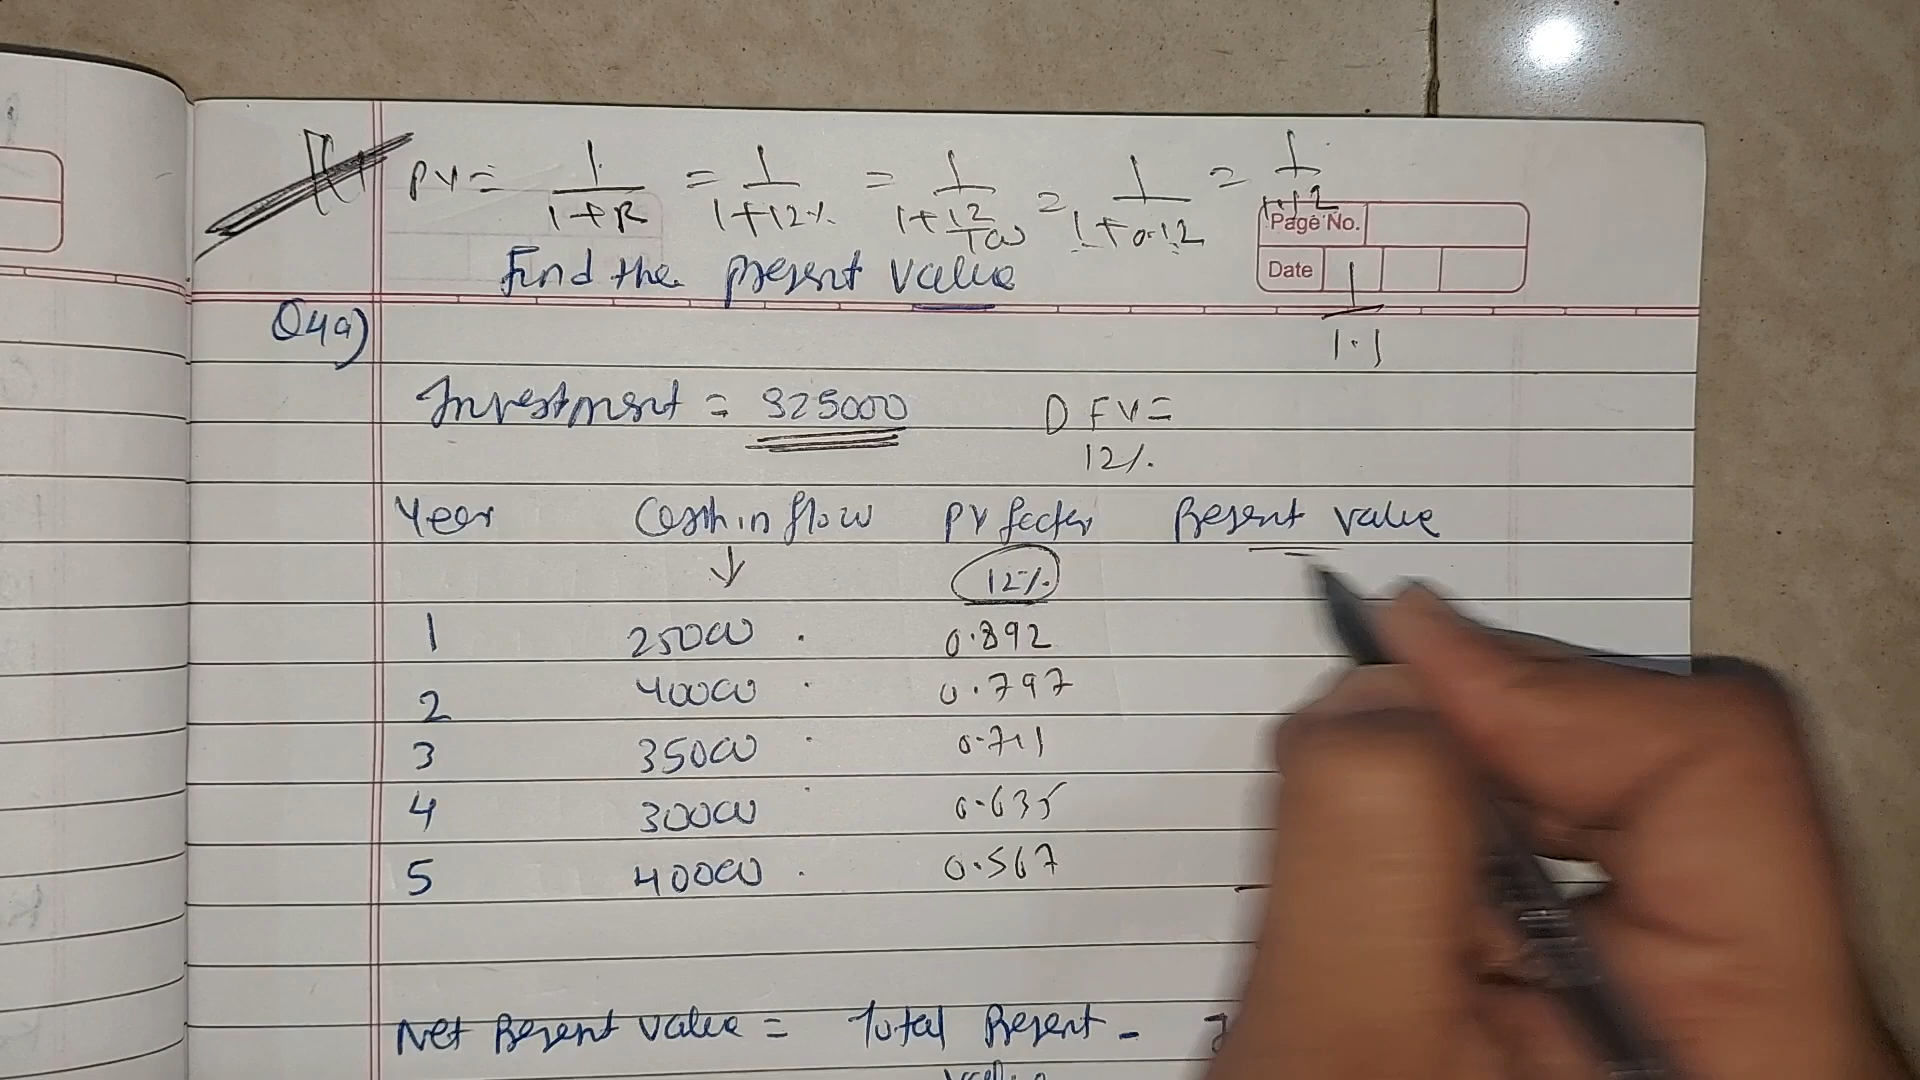 PV = 1/1+R = 1/1+12% = 1/1+12/100 = 1/1+0.12 = 1/1.12
Find the present value
Page No.
Date
1/1.1
Q4a)
Investment = 325000 DFV =
12%.
Year Cash in flow PV factor Present value
↓ 12%.
1 25000 . 0.892
2 40000 . 0.797
3 35000 . 0.711
4 30000 . 0.635
5 40000 . 0.567
Net Present value = Total Present -
value